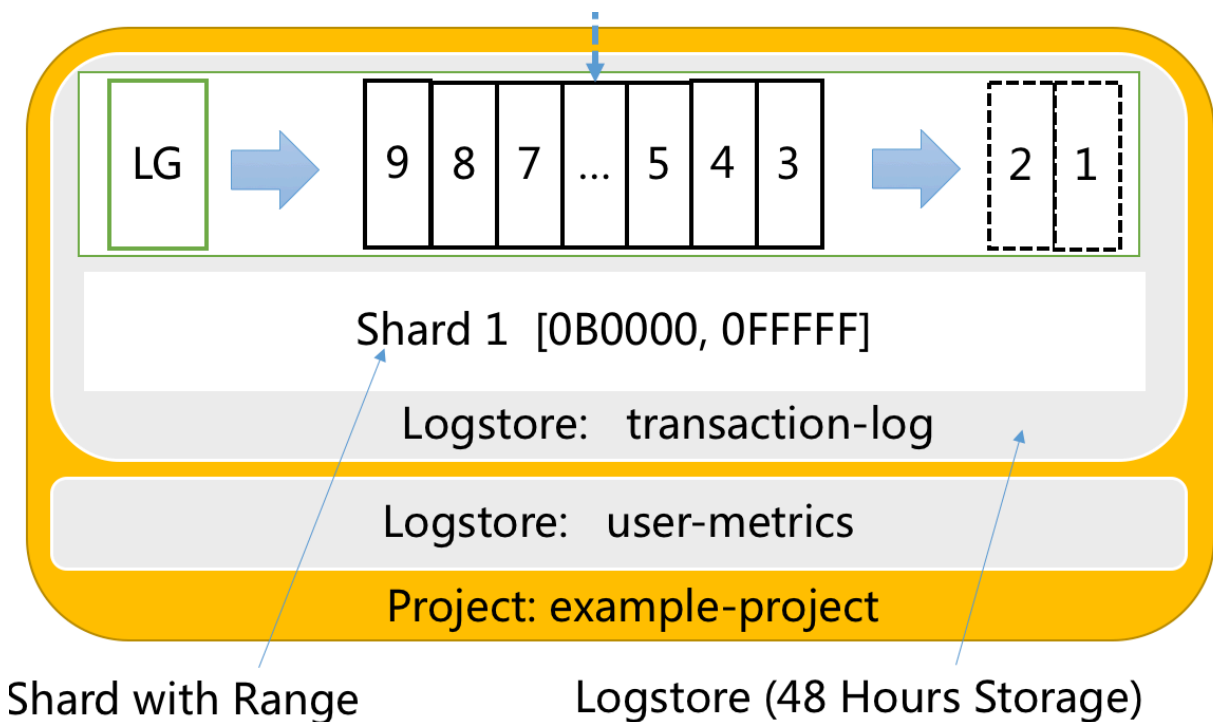 LG 9 8 7 ... 5 4 3 2 1
Shard 1 [0B0000, 0FFFFF]
Logstore: transaction-log
Logstore: user-metrics
Project: example-project
Shard with Range Logstore (48 Hours Storage)